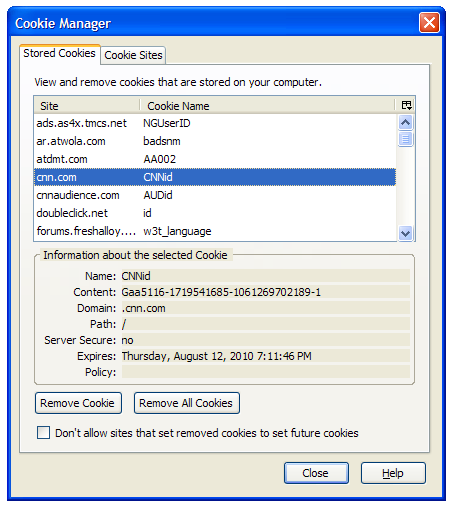 Cookie Manager
Stored Cookies Cookie Sites
View and remove cookies that are stored on your computer.
Site Cookie Name
ads.as4x.tmcs.net NGUserID
ar.atwola.com badsnm
atdmt.com AA002
cnn.com CNNid
cnnaudience.com AUDid
doubleclick.net id
forums.freshalloy.... w3t_language
Information about the selected Cookie
Name: CNNid
Content: Gaa5116-1719541685-1061269702189-1
Domain: .cnn.com
Path: /
Server Secure: no
Expires: Thursday, August 12, 2010 7:11:46 PM
Policy:
Remove Cookie Remove All Cookies
Don't allow sites that set removed cookies to set future cookies
Close Help